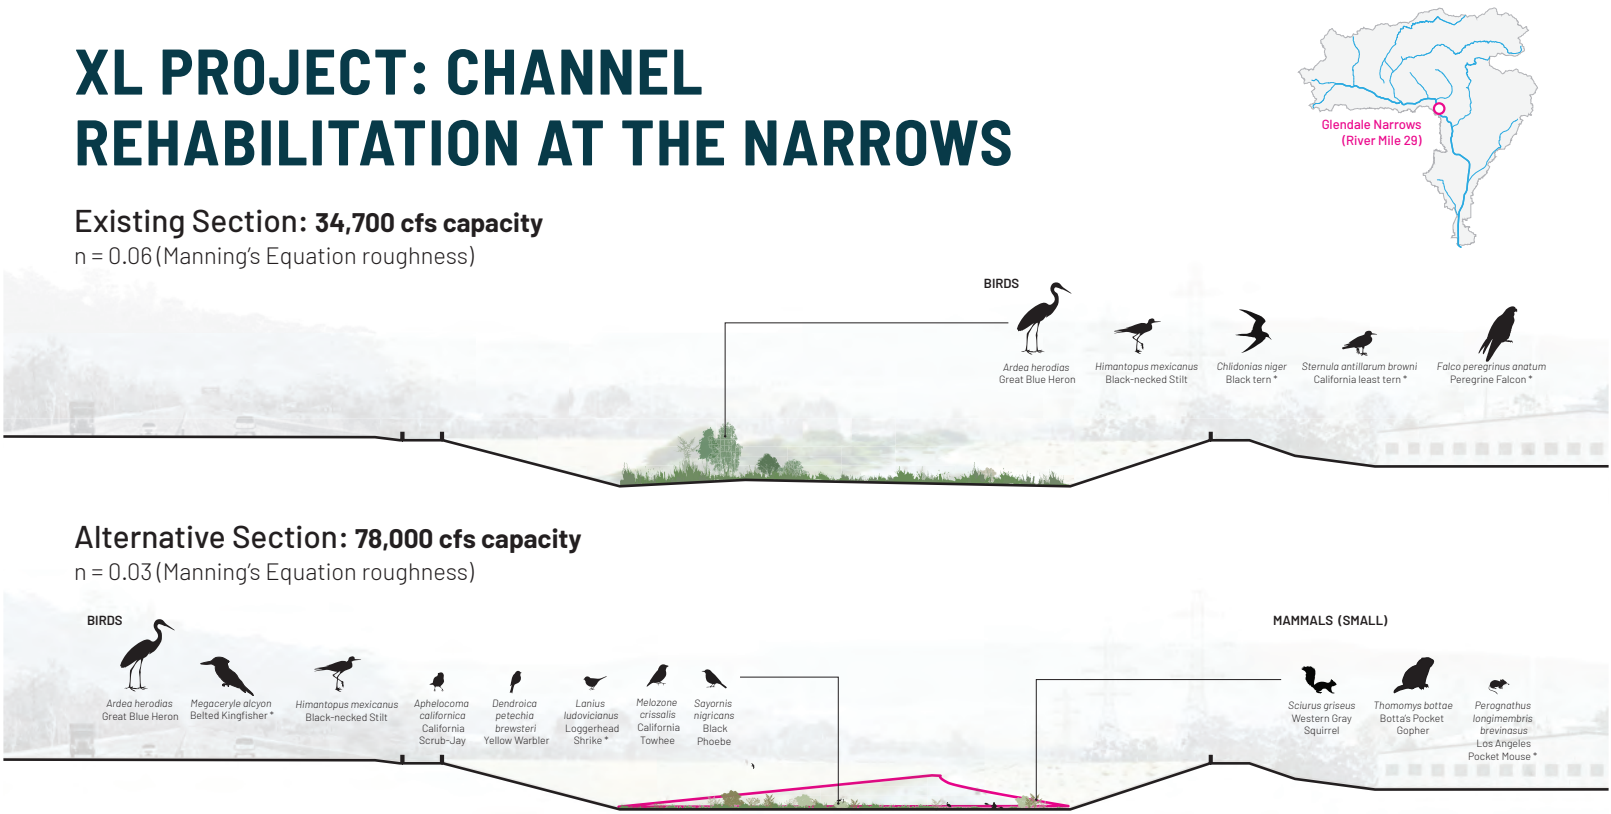 XL PROJECT: CHANNEL
REHABILITATION AT THE NARROWS
Glendale Narrows
(River Mile 29)
Existing Section: 34,700 cfs capacity
n = 0.06 (Manning's Equation roughness)
BIRDS
Ardea herodias
Great Blue Heron
Himantopus mexicanus
Black-necked Stilt
Chlidonias niger
Black tern *
Sternula antillarum browni
California least tern *
Falco peregrinus anatum
Peregrine Falcon *
Alternative Section: 78,000 cfs capacity
n = 0.03 (Manning's Equation roughness)
BIRDS
Ardea herodias
Great Blue Heron
Megaceryle alcyon
Belted Kingfisher *
Himantopus mexicanus
Black-necked Stilt
Aphelocoma
californica
California
Scrub-Jay
Dendroica
petechia
brewsteri
Yellow Warbler
Lanius
ludovicianus
Loggerhead
Shrike *
Melozone
crissalis
California
Towhee
Sayornis
nigricans
Black
Phoebe
MAMMALS (SMALL)
Sciurus griseus
Western Gray
Squirrel
Thomomys bottae
Botta's Pocket
Gopher
Perognathus
longimembris
brevinasus
Los Angeles
Pocket Mouse *